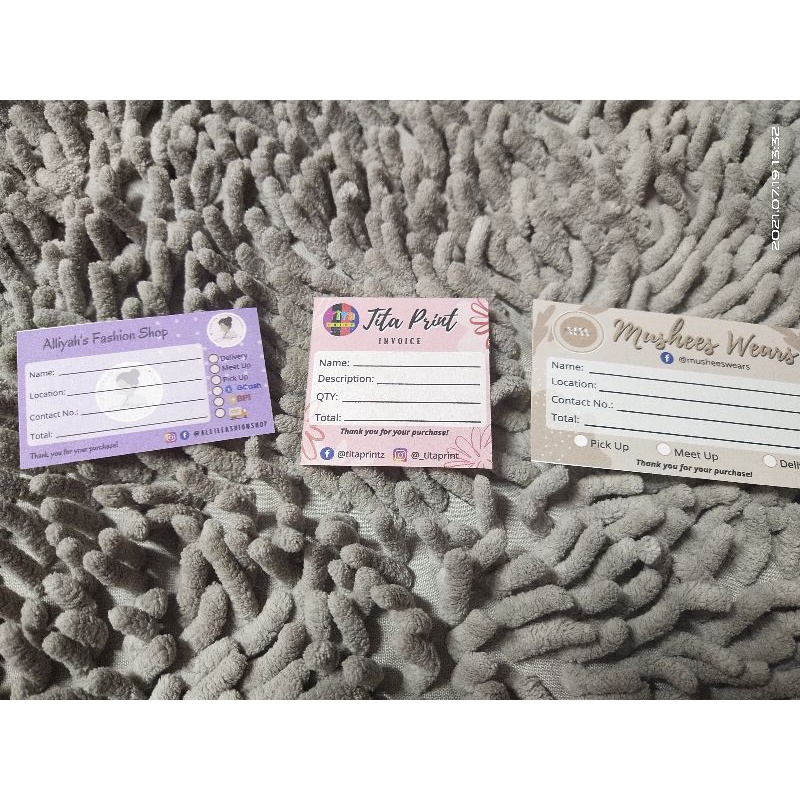 Alliyah's Fashion Shop
Name:
Location:
Contact No.:
Total:
Delivery
Meet Up
Pick Up
GCash
BPI
Thank you for your purchase!
Tita Print
INVOICE
Name:
Description:
QTY:
Total:
Thank you for your purchase!
@titaprintz @_titaprint_
Mushees Wears
@musheeswears
Name:
Location:
Contact No.:
Total:
Pick Up Meet Up
Thank you for your purchase!
2021.07.19 13:32